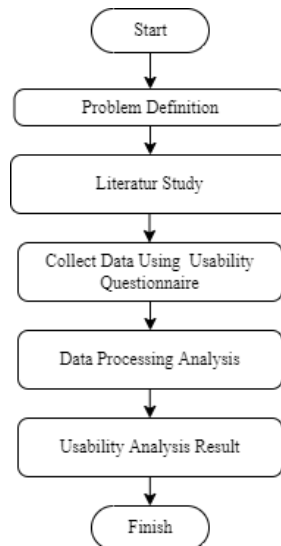 Start
Problem Definition
Literatur Study
Collect Data Using Usability
Questionnaire
Data Processing Analysis
Usability Analysis Result
Finish